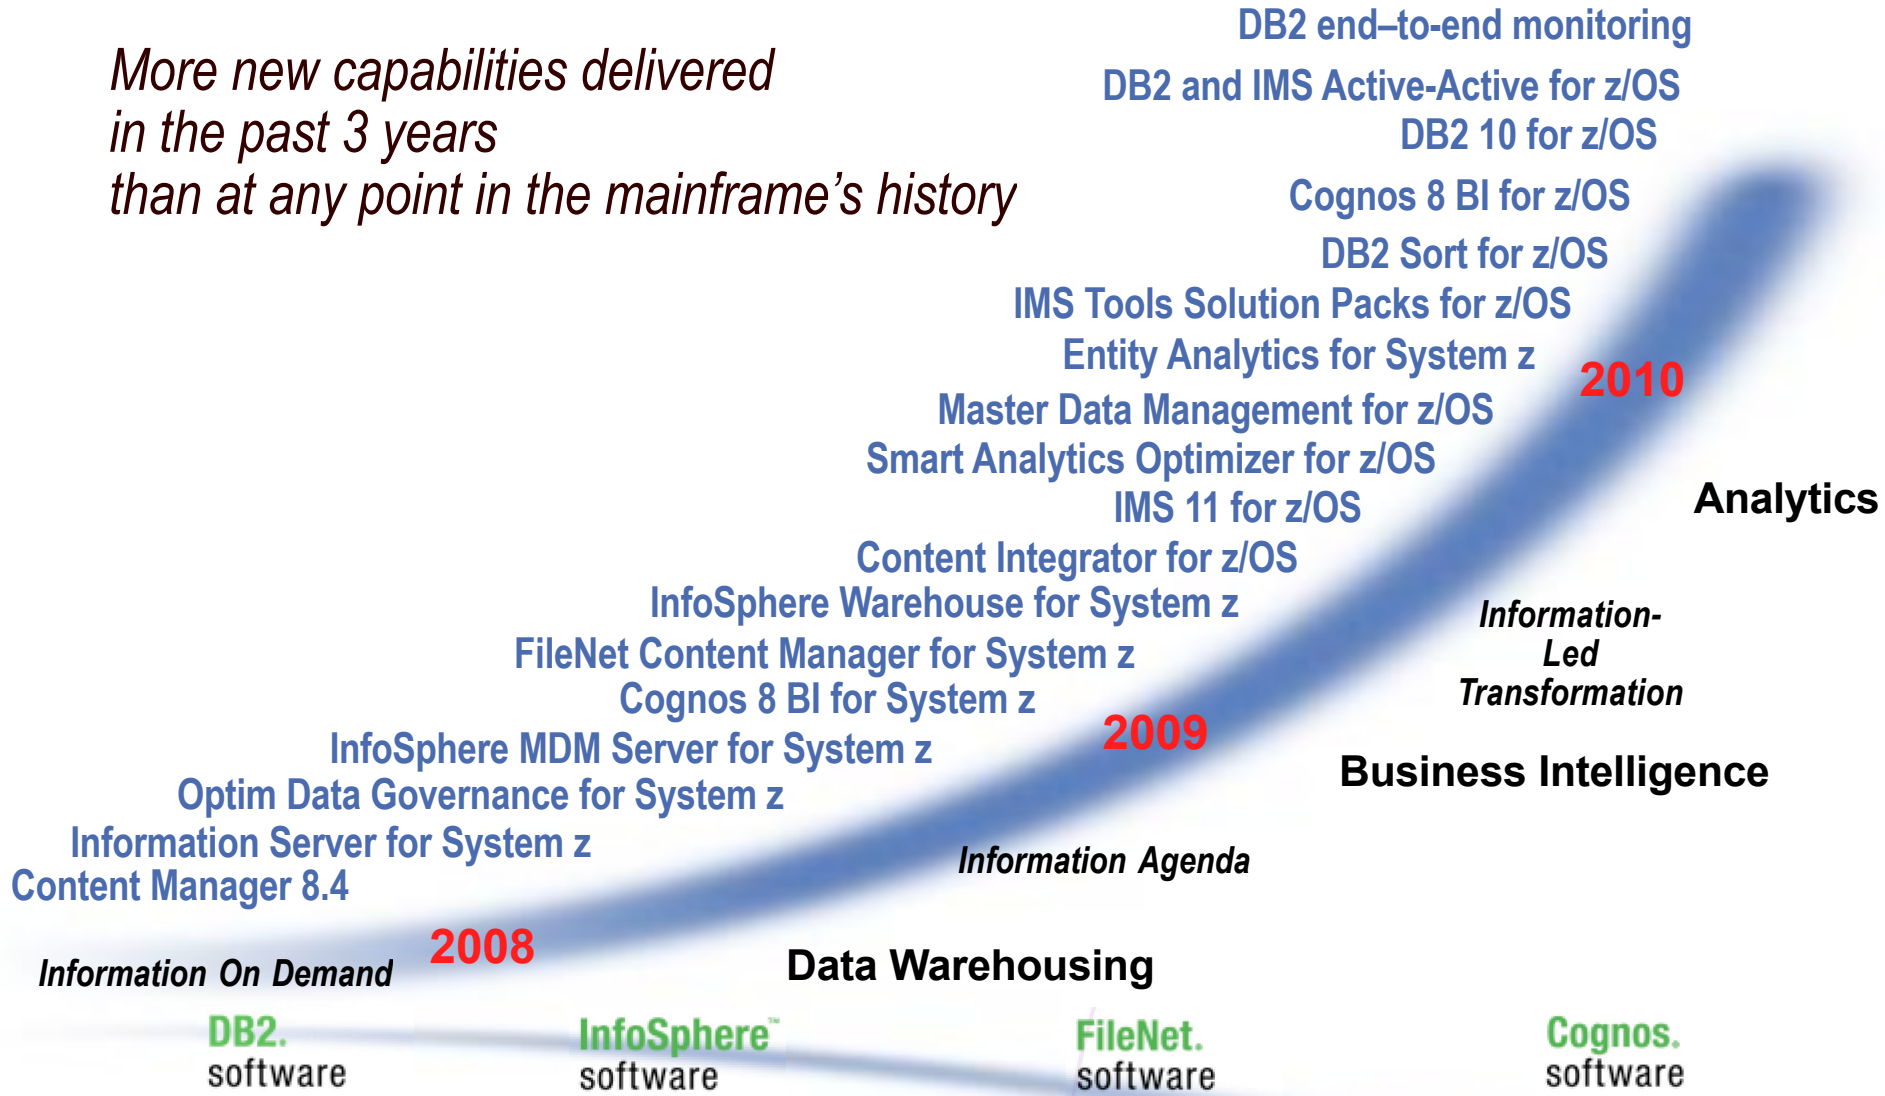 More new capabilities delivered
in the past 3 years
than at any point in the mainframe's history
DB2 end–to-end monitoring
DB2 and IMS Active-Active for z/OS
DB2 10 for z/OS
Cognos 8 BI for z/OS
DB2 Sort for z/OS
IMS Tools Solution Packs for z/OS
Entity Analytics for System z
2010
Master Data Management for z/OS
Smart Analytics Optimizer for z/OS
Analytics
IMS 11 for z/OS
Content Integrator for z/OS
InfoSphere Warehouse for System z
Information-
Led
Transformation
FileNet Content Manager for System z
Cognos 8 BI for System z
2009
InfoSphere MDM Server for System z
Business Intelligence
Optim Data Governance for System z
Information Server for System z
Information Agenda
Content Manager 8.4
2008
Information On Demand
Data Warehousing
DB2.
software
InfoSphere™
software
FileNet.
software
Cognos.
software